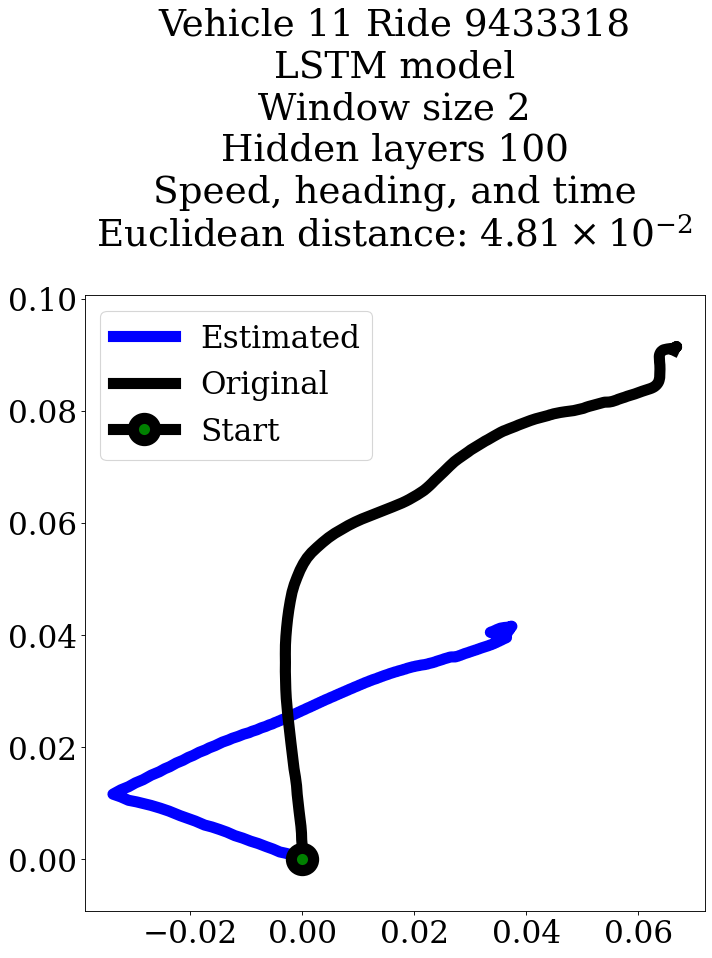 Vehicle 11 Ride 9433318
LSTM model
Window size 2
Hidden layers 100
Speed, heading, and time
Euclidean distance: 4.81 × 10⁻²
0.10
0.08
0.06
0.04
0.02
0.00
Estimated
Original
Start
−0.02 0.00 0.02 0.04 0.06